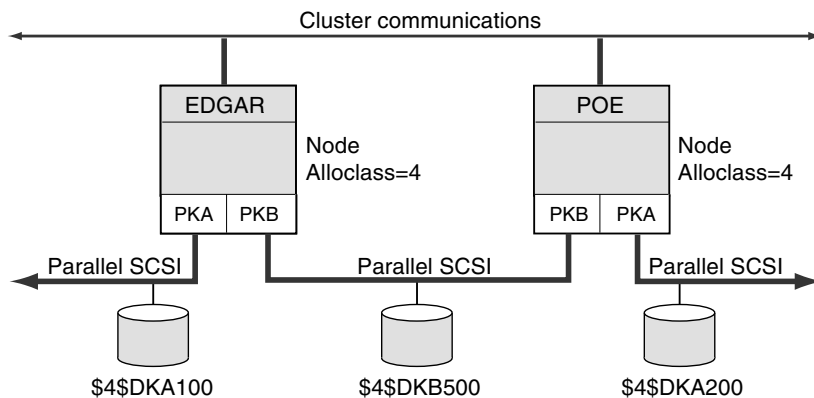 Cluster communications
EDGAR
POE
Node
Alloclass=4
Node
Alloclass=4
PKA
PKB
PKB
PKA
Parallel SCSI
Parallel SCSI
Parallel SCSI
$4$DKA100
$4$DKB500
$4$DKA200